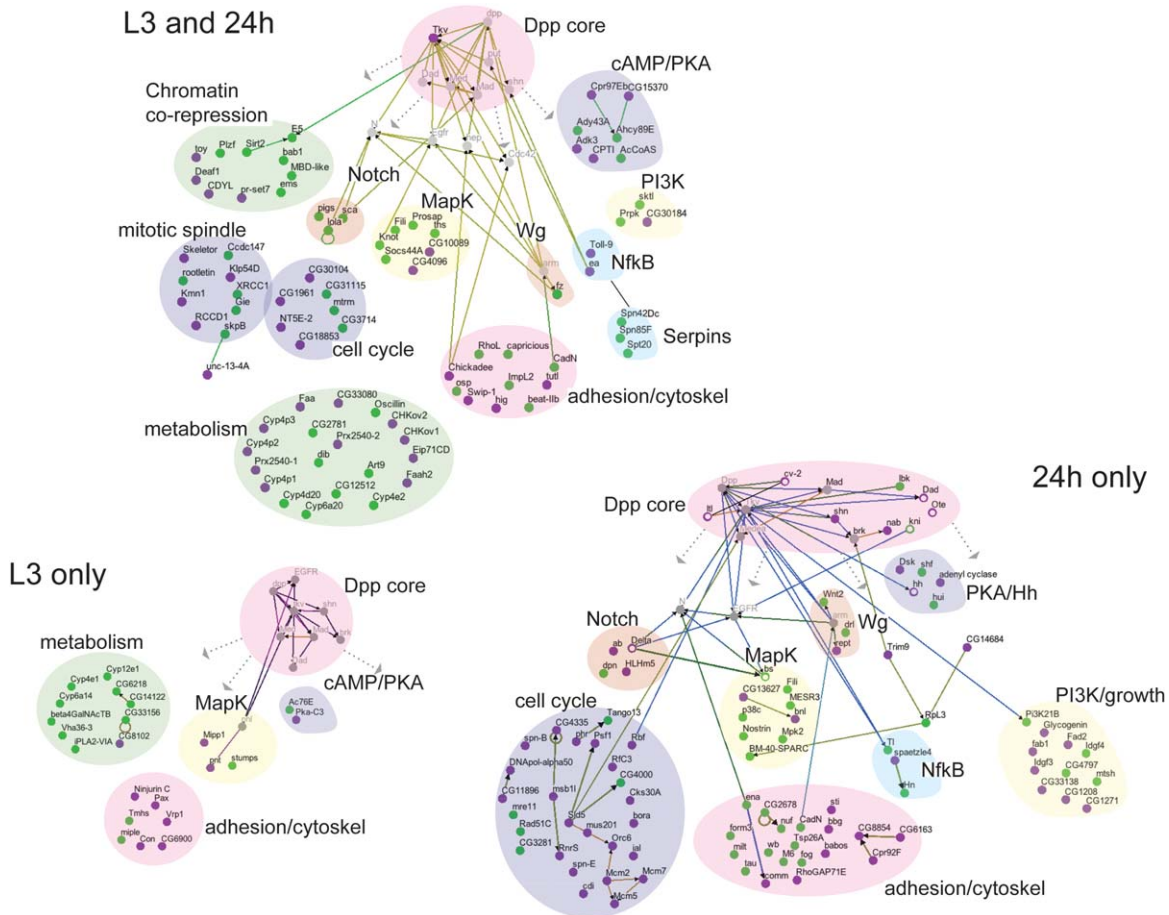 L3 and 24h
Dpp core
dpp
Tkv
put
Dad
Med
Mad
shn
N
Egfr
hep
Cdc42
cAMP/PKA
Cpr97Eb
CG15370
Ady43A
Ahcy89E
Adk3
CPTI
AcCoAS
Chromatin
co-repression
E5
Plzf
Sirt2
toy
bab1
MBD-like
Deaf1
CDYL
pr-set7
ems
Notch
pigs
sca
lola
MapK
Fili
Prosap
ths
Knot
Socs44A
CG10089
CG4096
Wg
arm
fz
PI3K
sktl
Prpk
CG30184
Toll-9
ea
NfkB
Spn42Dc
Spn85F
Spt20
Serpins
mitotic spindle
Skeletor
Ccdc147
rootletin
Klp54D
XRCC1
Kmn1
Gie
RCCD1
skpB
unc-13-4A
CG30104
CG1961
CG31115
mtrm
NT5E-2
CG3714
CG18853
cell cycle
RhoL
capricious
Chickadee
CadN
osp
ImpL2
tutl
Swip-1
hig
beat-IIb
adhesion/cytoskel
metabolism
Faa
CG33080
Oscillin
Cyp4p3
CG2781
CHKov2
Cyp4p2
Prx2540-2
CHKov1
Prx2540-1
dib
Eip71CD
Cyp4p1
Art9
Faah2
CG12512
Cyp4d20
Cyp4e2
Cyp6a20
24h only
Dpp core
Dpp
cv-2
Mad
lbk
Dad
ltl
tkv
Ote
shn
nab
kni
Medea
brk
N
EGFR
Dsk
shf
adenyl cyclase
hh
hui
PKA/Hh
Notch
ab
Delta
dpn
HLHm5
Wnt2
arm
drl
rept
Wg
MapK
bs
Fili
CG13627
MESR3
p38c
bnl
Nostrin
Mpk2
BM-40-SPARC
Trim9
CG14684
RpL3
PI3K/growth
Pi3K21B
Glycogenin
Fad2
fab1
Idgf4
Idgf3
CG4797
mtsh
CG33138
CG1208
CG1271
Tl
spaetzle4
Hn
NfkB
cell cycle
CG4335
Tango13
spn-B
phr
Psf1
Rbf
DNApol-alpha50
RfC3
CG4000
CG11896
msb1l
Cks30A
mre11
Sld5
bora
Rad51C
mus201
CG3281
Orc6
RnrS
ial
spn-E
Mcm2
Mcm7
cdi
Mcm5
ena
CG2678
sti
nuf
CadN
bbg
CG8854
CG6163
form3
Tsp26A
milt
wb
babos
M6
fog
Cpr92F
tau
RhoGAP71E
comm
adhesion/cytoskel
L3 only
Dpp core
EGFR
dpp
tkv
shn
Med
Mad
brk
Dad
metabolism
Cyp12e1
Cyp4e1
CG6218
Cyp6a14
CG14122
beta4GalNAcTB
CG33156
Vha36-3
iPLA2-VIA
CG8102
MapK
phl
Mipp1
pnt
stumps
cAMP/PKA
Ac76E
Pka-C3
Ninjurin C
Pax
mhs
Vrp1
miple
Con
CG6900
adhesion/cytoskel